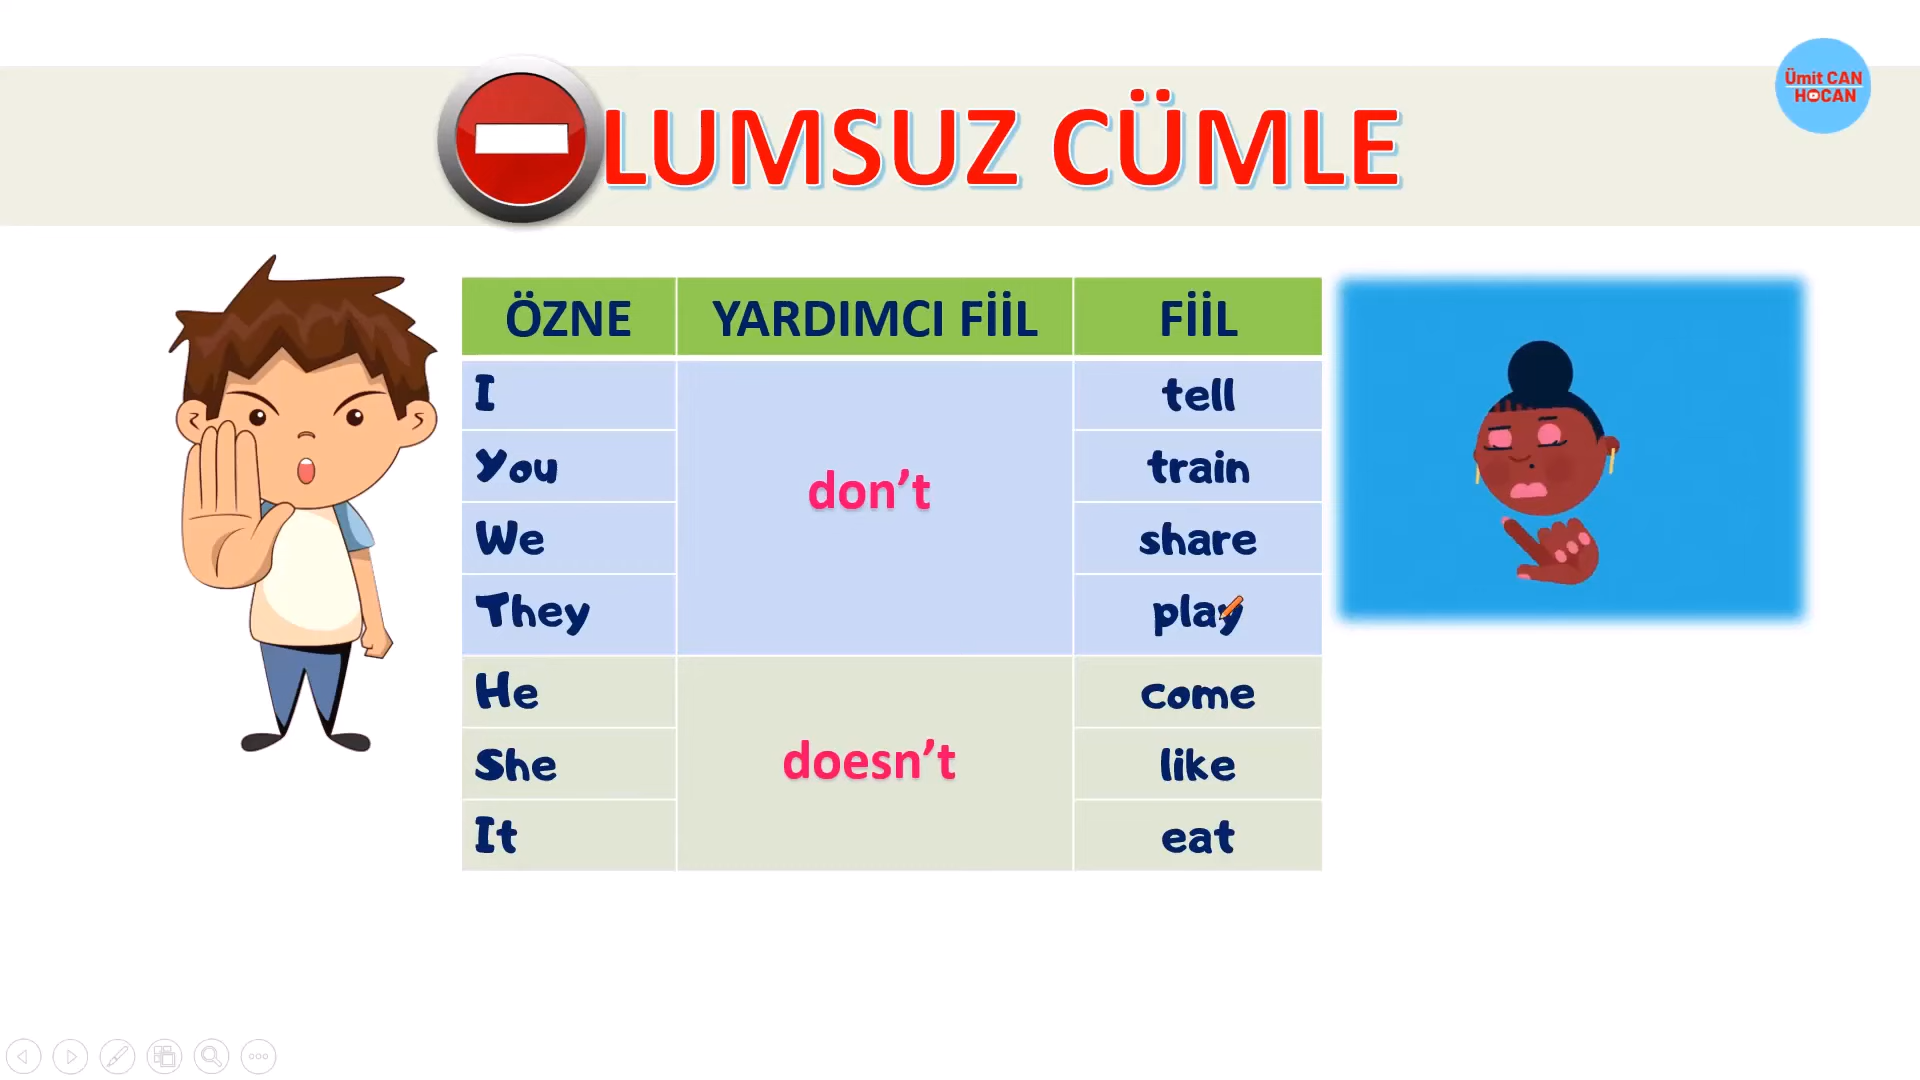 LUMSUZ CÜMLE
Ümit CAN
HOCAN
ÖZNE YARDIMCI FİİL FİİL
I tell
You train
don't
We share
They play
He come
She like
doesn't
It eat